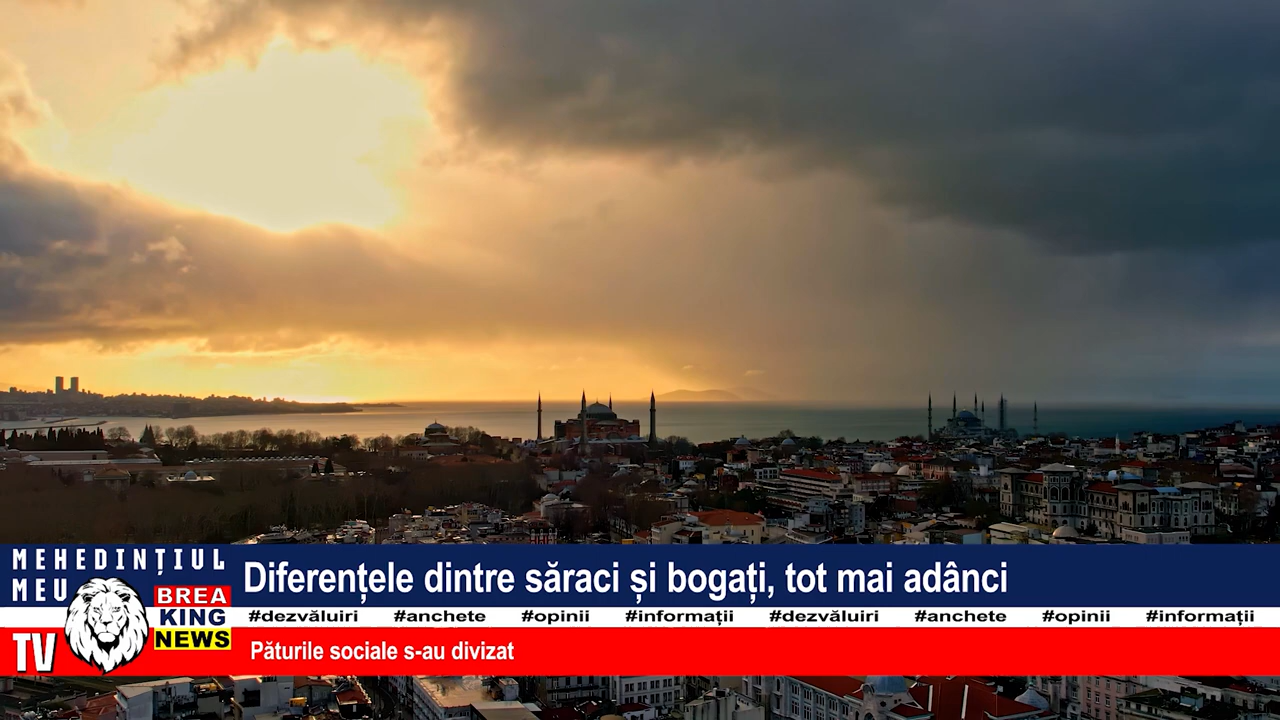 MEHEDINȚIUL
MEU
BREA
KING
NEWS
TV
Diferențele dintre săraci și bogați, tot mai adânci
#dezvăluiri #anchete #opinii #informații #dezvăluiri #anchete #opinii #informații
Păturile sociale s-au divizat